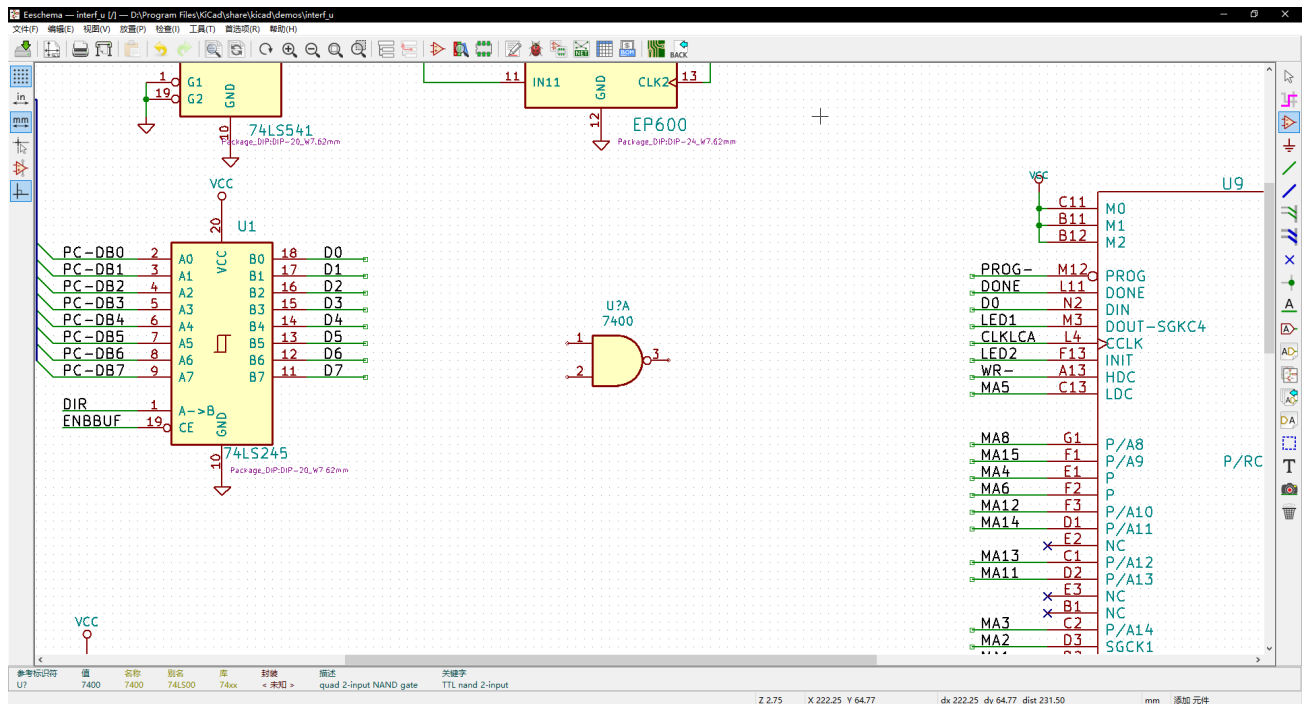 Eeschema — interf_u [/] — D:\Program Files\KiCad\share\kicad\demos\interf_u
文件(F) 编辑(E) 视图(V) 放置(P) 检查(I) 工具(T) 首选项(R) 帮助(H)
NET
BOM
BACK
in
mm
1 G1
19 G2
GND
10
74LS541
Package_DIP:DIP-20_W7.62mm
11 IN11
GND
CLK2 13
12
EP600
Package_DIP:DIP-24_W7.62mm
VCC
20
U1
VCC
PC-DB0 2 A0 B0 18 D0
PC-DB1 3 A1 B1 17 D1
PC-DB2 4 A2 B2 16 D2
PC-DB3 5 A3 B3 15 D3
PC-DB4 6 A4 B4 14 D4
PC-DB5 7 A5 B5 13 D5
PC-DB6 8 A6 B6 12 D6
PC-DB7 9 A7 B7 11 D7
DIR 1 A->B
ENBBUF 19 CE
GND
10
74LS245
Package_DIP:DIP-20_W7.62mm
VCC
U?A
7400
1
2
3
VCC
U9
C11 M0
B11 M1
B12 M2
PROG- M12 PROG
DONE L11 DONE
D0 N2 DIN
LED1 M3 DOUT-SGKC4
CLKLCA L4 CCLK
LED2 F13 INIT
WR- A13 HDC
MA5 C13 LDC
MA8 G1 P/A8
MA15 F1 P/A9
P/RC
MA4 E1 P
MA6 F2 P
MA12 F3 P/A10
MA14 D1 P/A11
E2 NC
MA13 C1 P/A12
MA11 D2 P/A13
E3 NC
B1 NC
MA3 C2 P/A14
MA2 D3 SGCK1
A
A
T
参考标识符 值 名称 别名 库 封装 描述 关键字
U? 7400 7400 74LS00 74xx < 未知 > quad 2-input NAND gate TTL nand 2-input
Z 2.75 X 222.25 Y 64.77 dx 222.25 dy 64.77 dist 231.50 mm 添加 元件